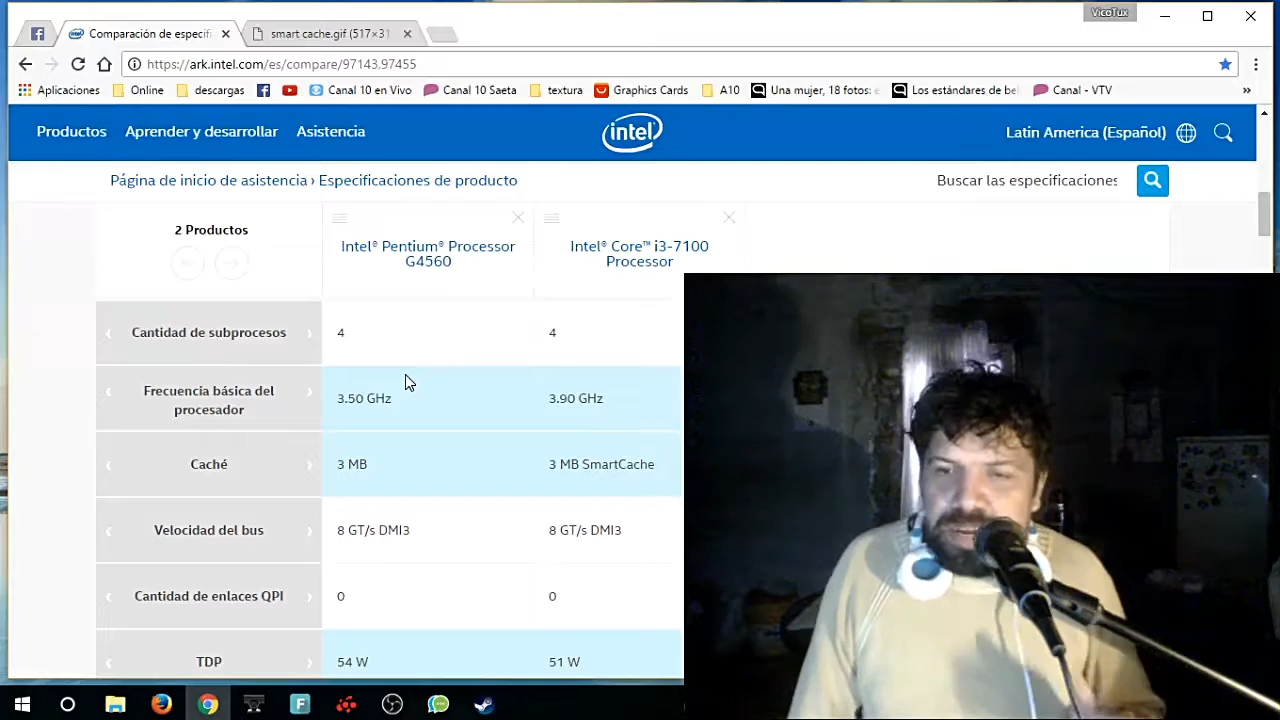 VicoTux
Comparación de especifi
smart cache.gif (517×31
https://ark.intel.com/es/compare/97143,97455
Aplicaciones
Online
descargas
Canal 10 en Vivo
Canal 10 Saeta
textura
Graphics Cards
A10
Una mujer, 18 fotos:
Los estándares de bel
Canal - VTV
»
Productos
Aprender y desarrollar
Asistencia
intel
Latin America (Español)
Página de inicio de asistencia › Especificaciones de producto
Buscar las especificaciones
2 Productos
Intel® Pentium® Processor
G4560
Intel® Core™ i3-7100
Processor
Cantidad de subprocesos
4
4
Frecuencia básica del
procesador
3.50 GHz
3.90 GHz
Caché
3 MB
3 MB SmartCache
Velocidad del bus
8 GT/s DMI3
8 GT/s DMI3
Cantidad de enlaces QPI
0
0
TDP
54 W
51 W